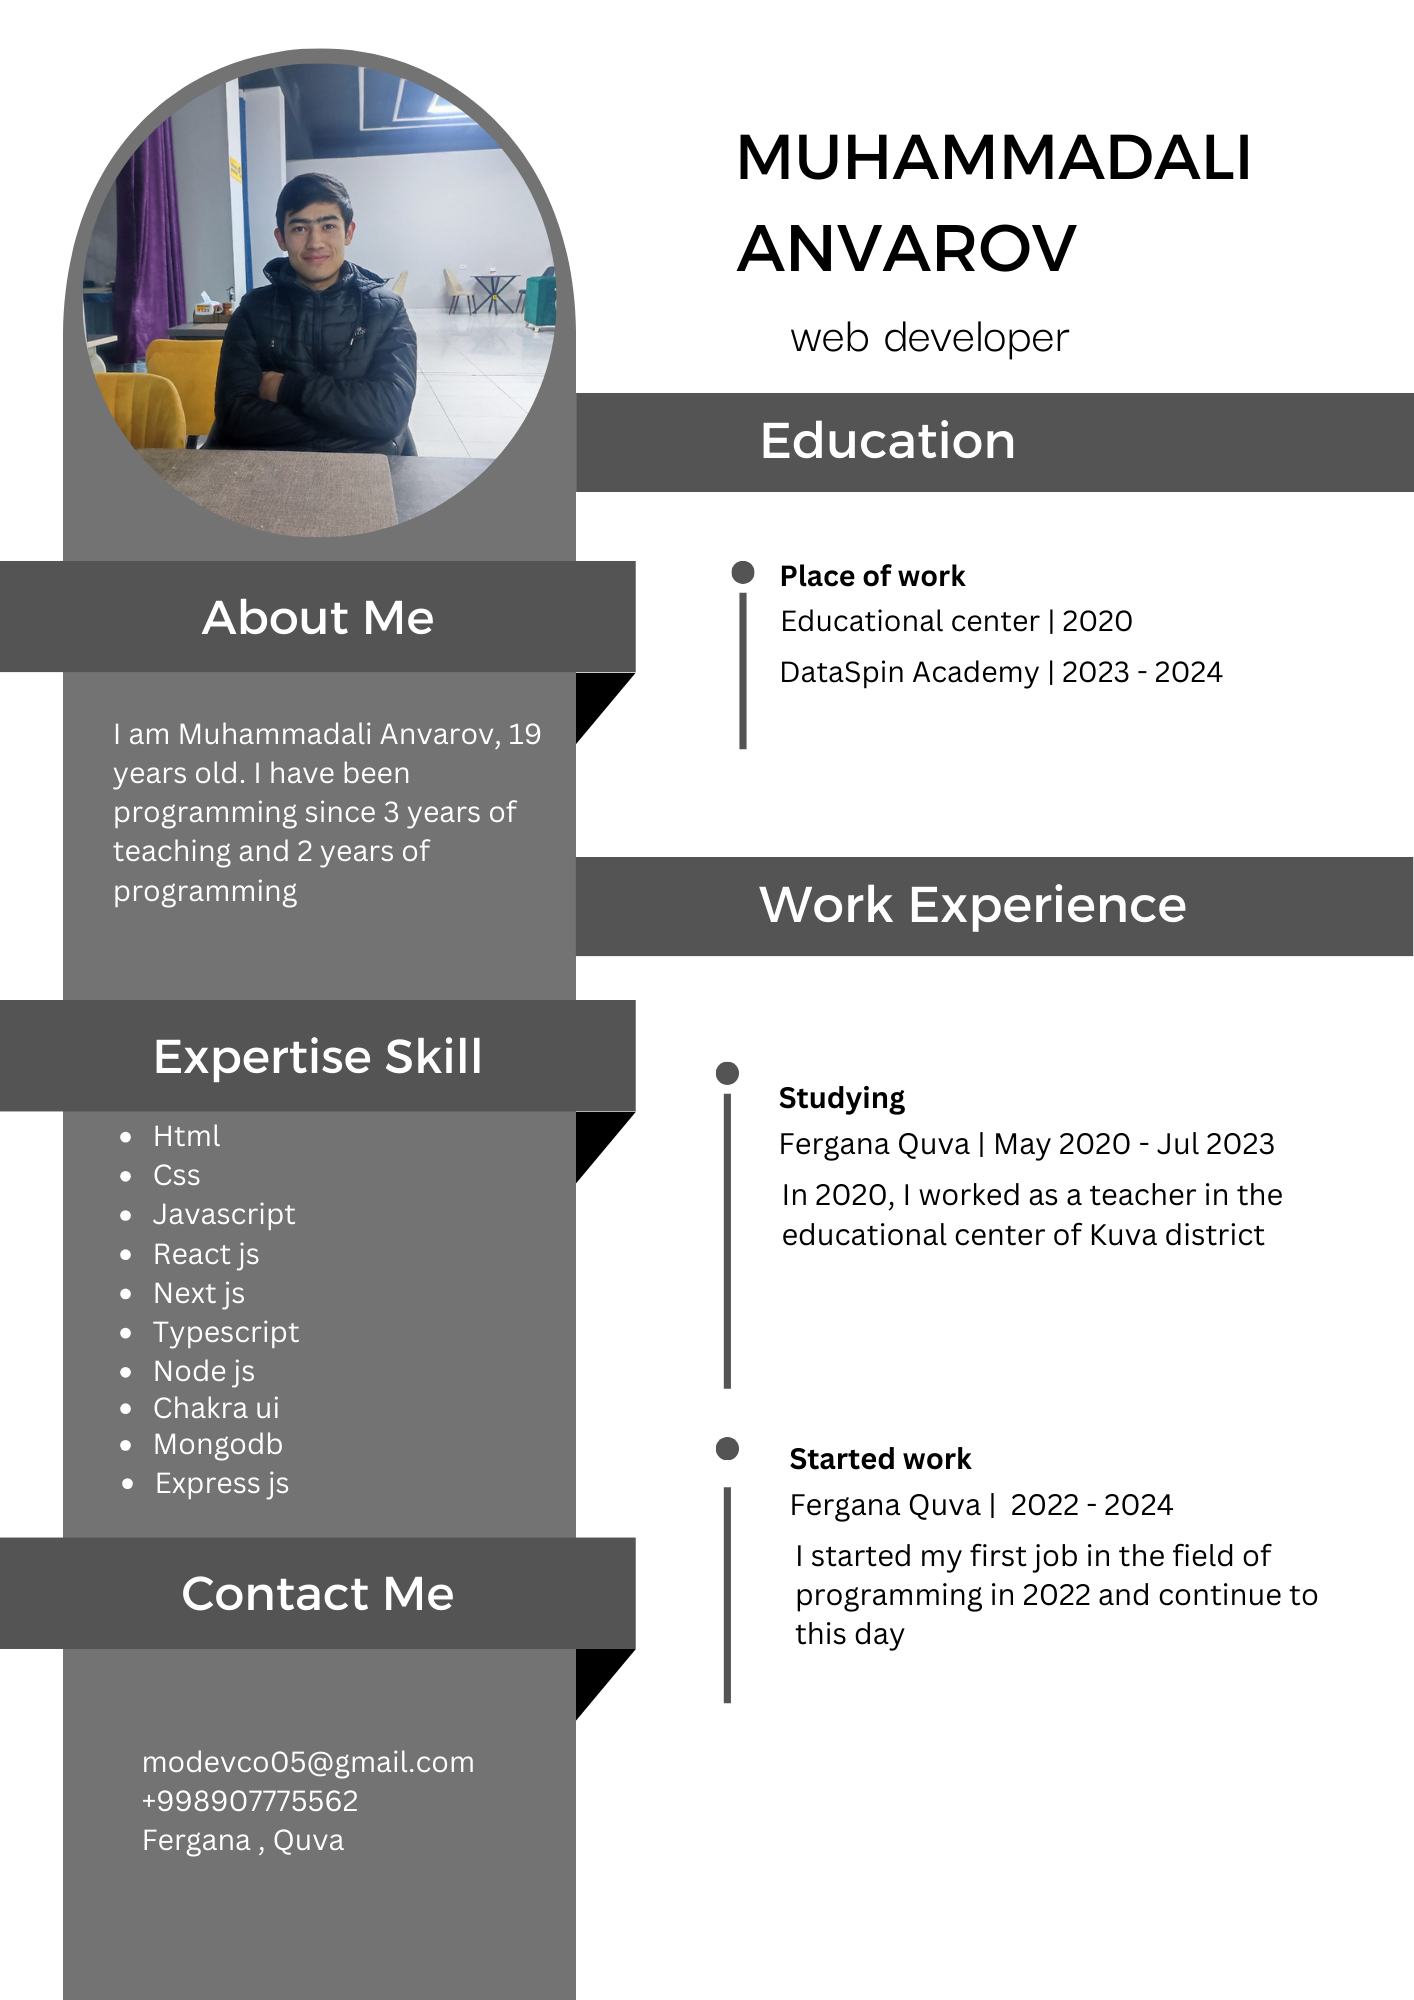 MUHAMMADALI
ANVAROV
web developer
About Me
I am Muhammadali Anvarov, 19
years old. I have been
programming since 3 years of
teaching and 2 years of
programming
Expertise Skill
Html
Css
Javascript
React js
Next js
Typescript
Node js
Chakra ui
Mongodb
Express js
Contact Me
modevco05@gmail.com
+998907775562
Fergana , Quva
Education
Place of work
Educational center | 2020
DataSpin Academy | 2023 - 2024
Work Experience
Studying
Fergana Quva | May 2020 - Jul 2023
In 2020, I worked as a teacher in the
educational center of Kuva district
Started work
Fergana Quva | 2022 - 2024
I started my first job in the field of
programming in 2022 and continue to
this day